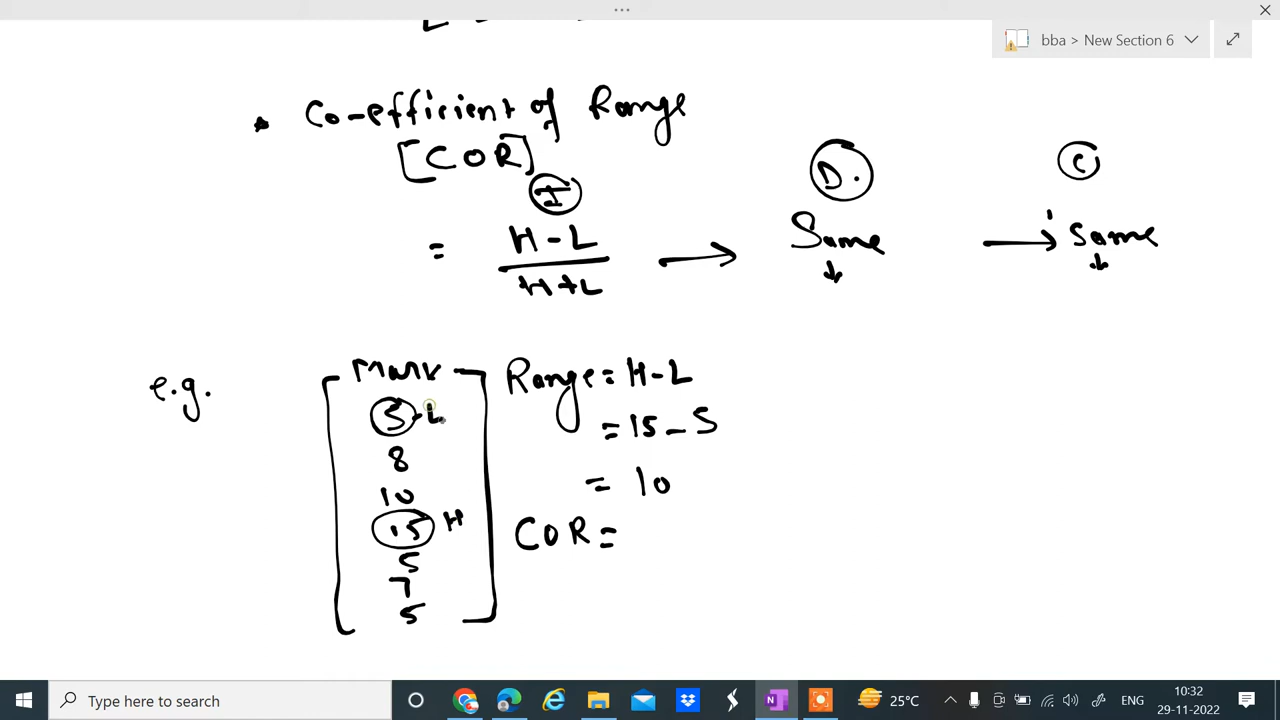 bba > New Section 6
Co-efficient of Range
[COR]
I
D.
C
= H-L
H+L
Same
Same
e.g.
Mark
Range = H-L
5-L
= 15-5
8
10
= 10
15 H
COR =
5
7
5
Type here to search
25°C
ENG
10:32
29-11-2022